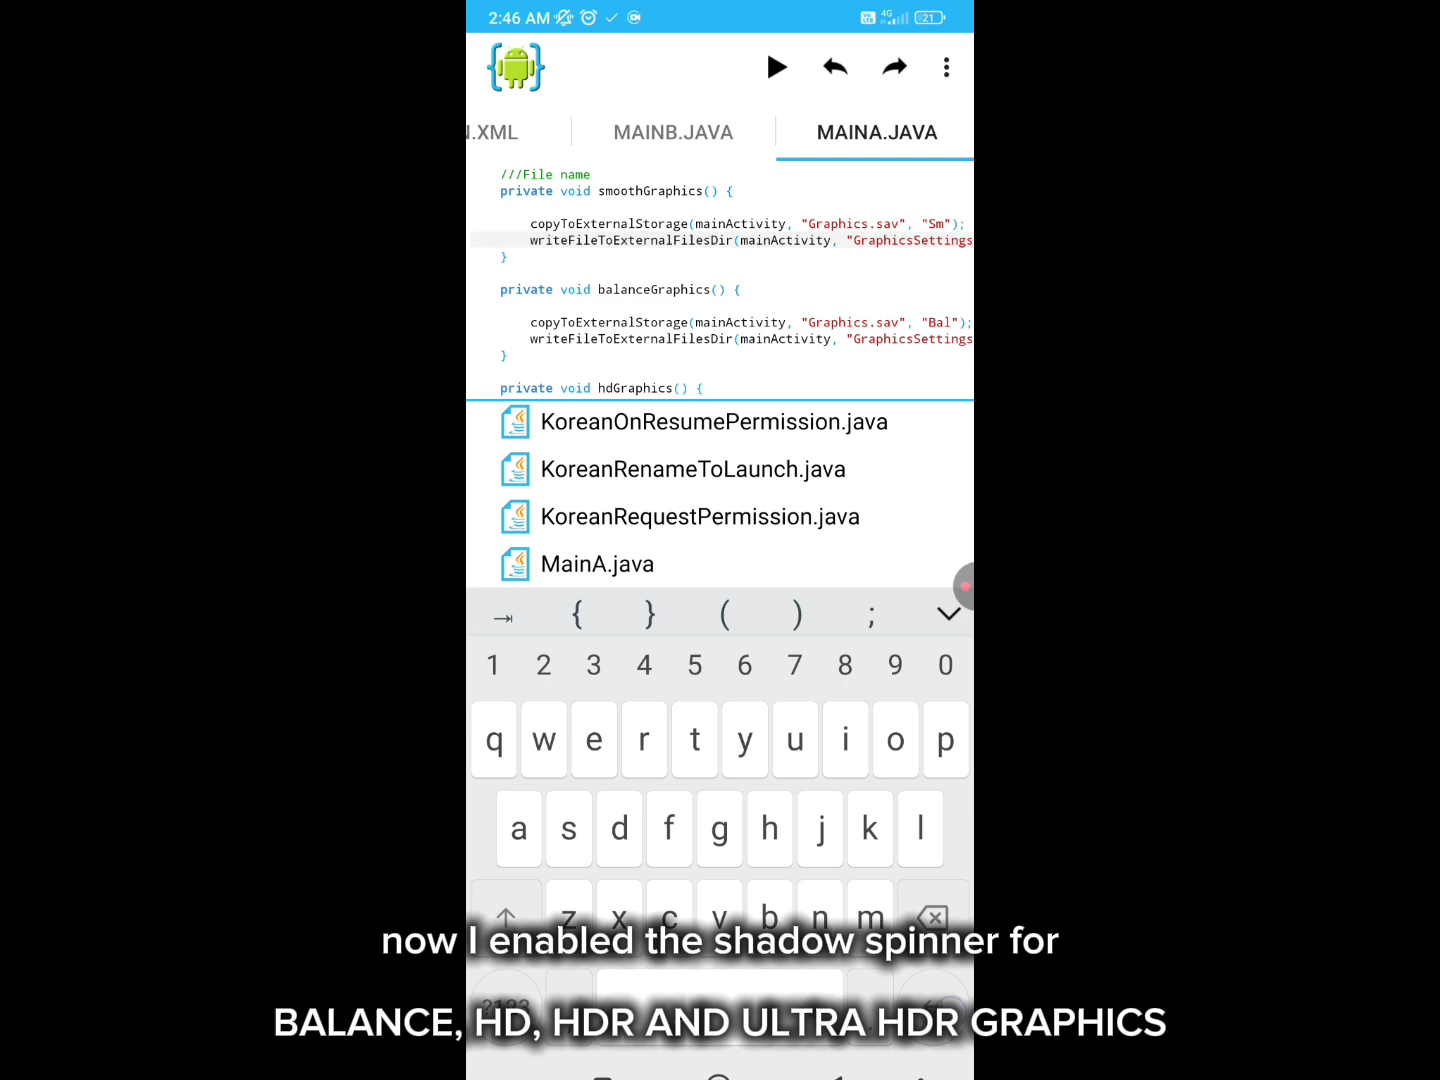 2:46 AM
4G
21
N.XML
MAINB.JAVA
MAINA.JAVA
///File name
private void smoothGraphics() {
copyToExternalStorage(mainActivity, "Graphics.sav", "Sm");
writeFileToExternalFilesDir(mainActivity, "GraphicsSettings
}
private void balanceGraphics() {
copyToExternalStorage(mainActivity, "Graphics.sav", "Bal");
writeFileToExternalFilesDir(mainActivity, "GraphicsSettings
}
private void hdGraphics() {
KoreanOnResumePermission.java
KoreanRenameToLaunch.java
KoreanRequestPermission.java
MainA.java
{ } ( ) ;
1 2 3 4 5 6 7 8 9 0
q w e r t y u i o p
a s d f g h j k l
z x c v b n m
now I enabled the shadow spinner for
BALANCE, HD, HDR AND ULTRA HDR GRAPHICS